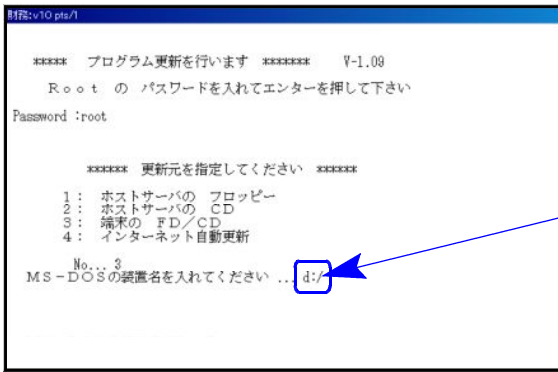 財務:v10 pts/1
***** プログラム更新を行います ******* V-1.09
Ｒｏｏｔ の パスワードを入れてエンターを押して下さい
Password :root
****** 更新元を指定してください ******
１： ホストサーバの フロッピー
２： ホストサーバの ＣＤ
３： 端末の ＦＤ／ＣＤ
４： インターネット自動更新
No... 3
ＭＳ－ＤＯＳの装置名を入れてください ... d:/